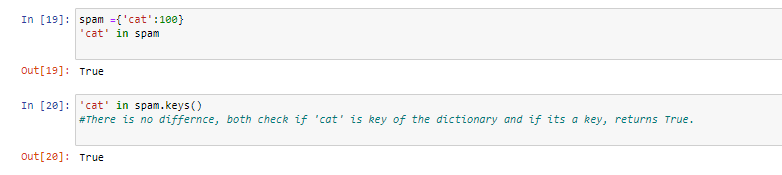 In [19]: spam ={'cat':100}
'cat' in spam
Out[19]: True
In [20]: 'cat' in spam.keys()
#There is no differnce, both check if 'cat' is key of the dictionary and if its a key, returns True.
Out[20]: True